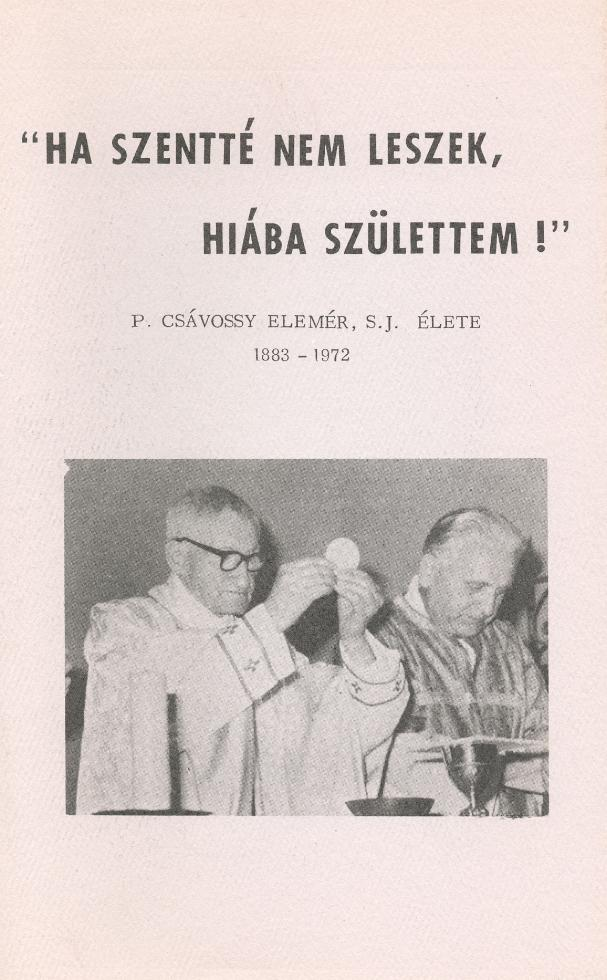 “HA SZENTTÉ NEM LESZEK,
HIÁBA SZÜLETTEM !”
P. CSÁVOSSY ELEMÉR, S.J. ÉLETE
1883 – 1972